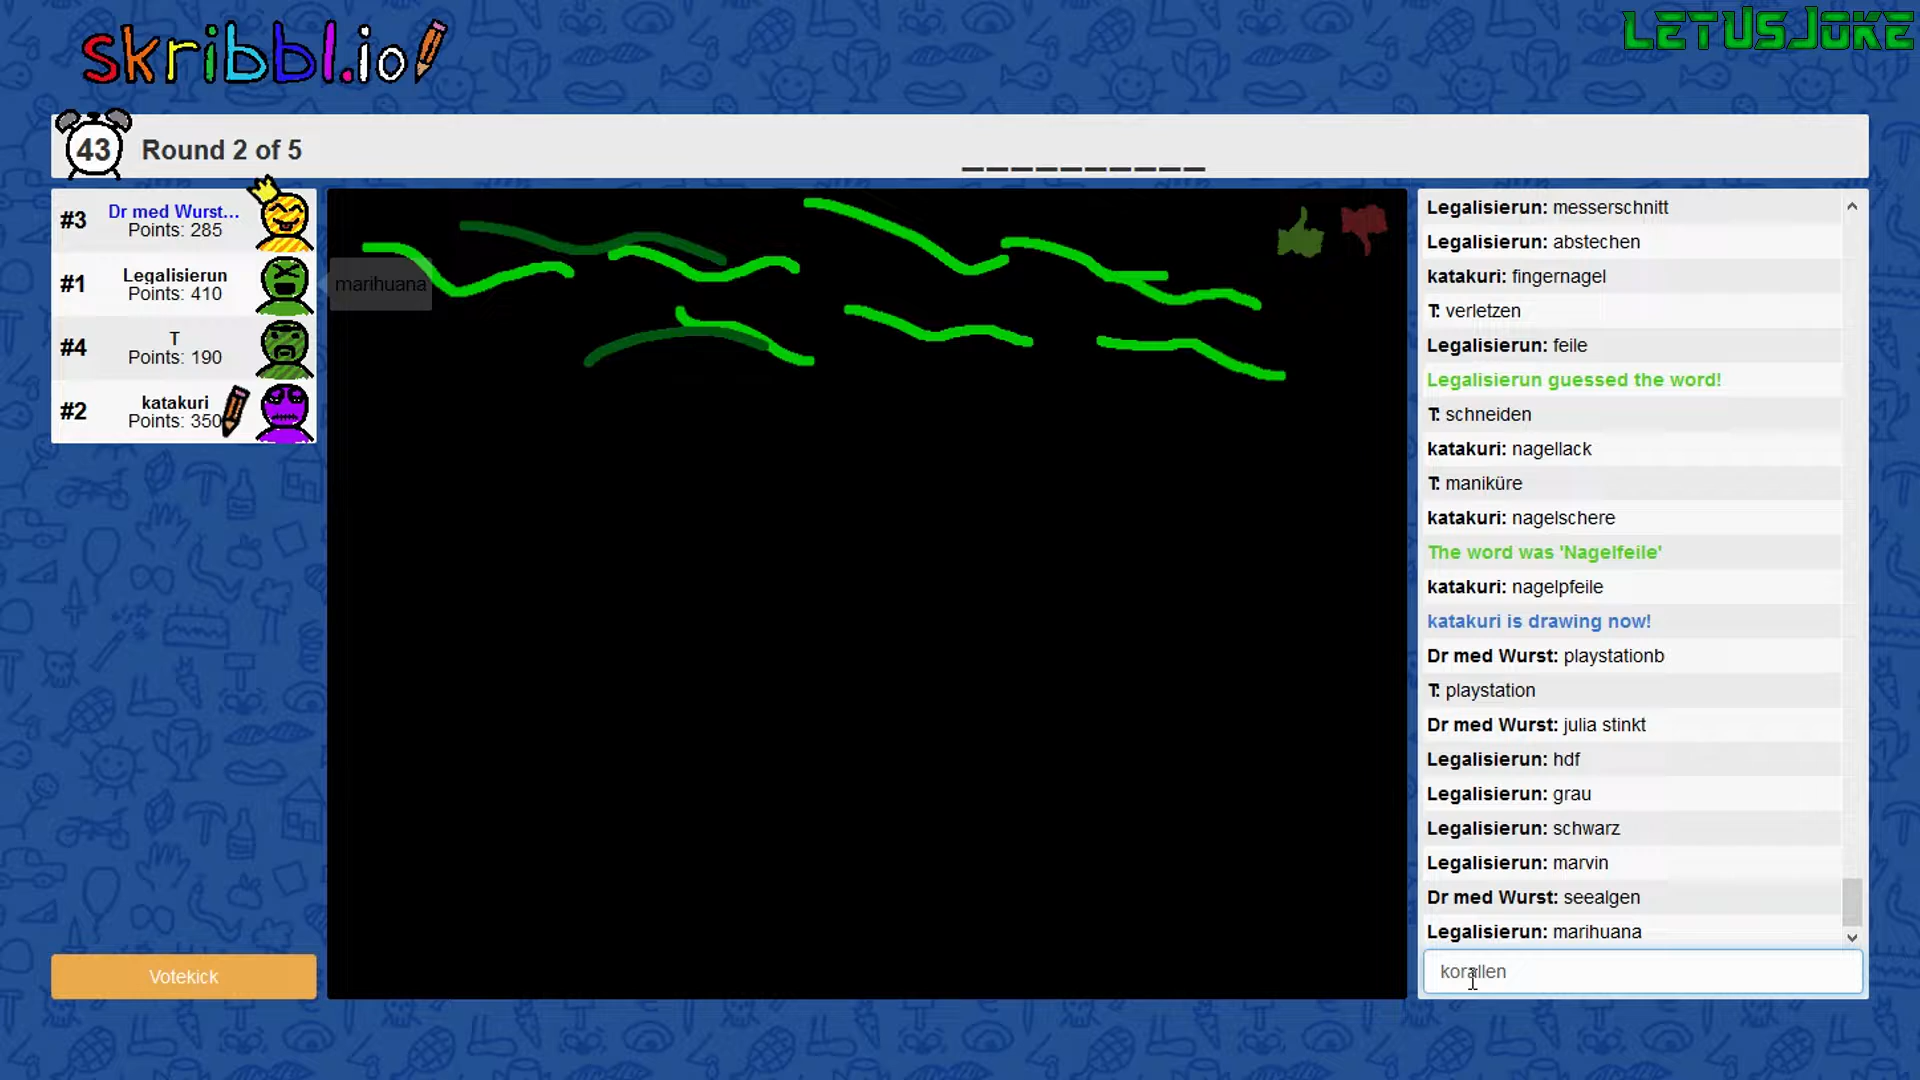 skribbl.io
LETUSJOKE
43
Round 2 of 5
__________
#3
Dr med Wurst...
Points: 285
#1
Legalisierun
Points: 410
marihuana
#4
T
Points: 190
#2
katakuri
Points: 350
Votekick
Legalisierun: messerschnitt
Legalisierun: abstechen
katakuri: fingernagel
T: verletzen
Legalisierun: feile
Legalisierun guessed the word!
T: schneiden
katakuri: nagellack
T: maniküre
katakuri: nagelschere
The word was 'Nagelfeile'
katakuri: nagelpfeile
katakuri is drawing now!
Dr med Wurst: playstationb
T: playstation
Dr med Wurst: julia stinkt
Legalisierun: hdf
Legalisierun: grau
Legalisierun: schwarz
Legalisierun: marvin
Dr med Wurst: seealgen
Legalisierun: marihuana
korallen